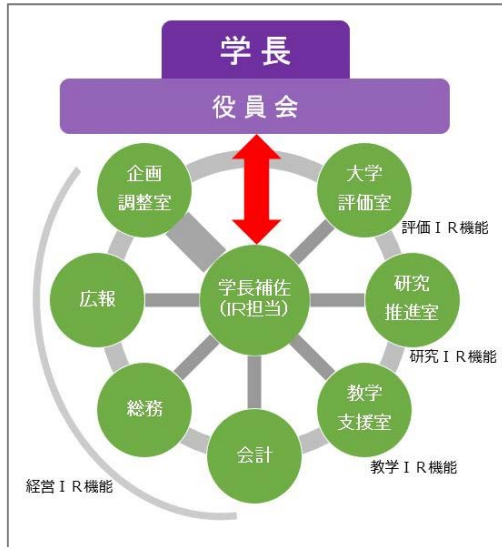 学長
役員会
企画
調整室
大学
評価室
評価ＩＲ機能
広報
学長補佐
（IR担当）
研究
推進室
研究ＩＲ機能
総務
教学
支援室
会計
教学ＩＲ機能
経営ＩＲ機能